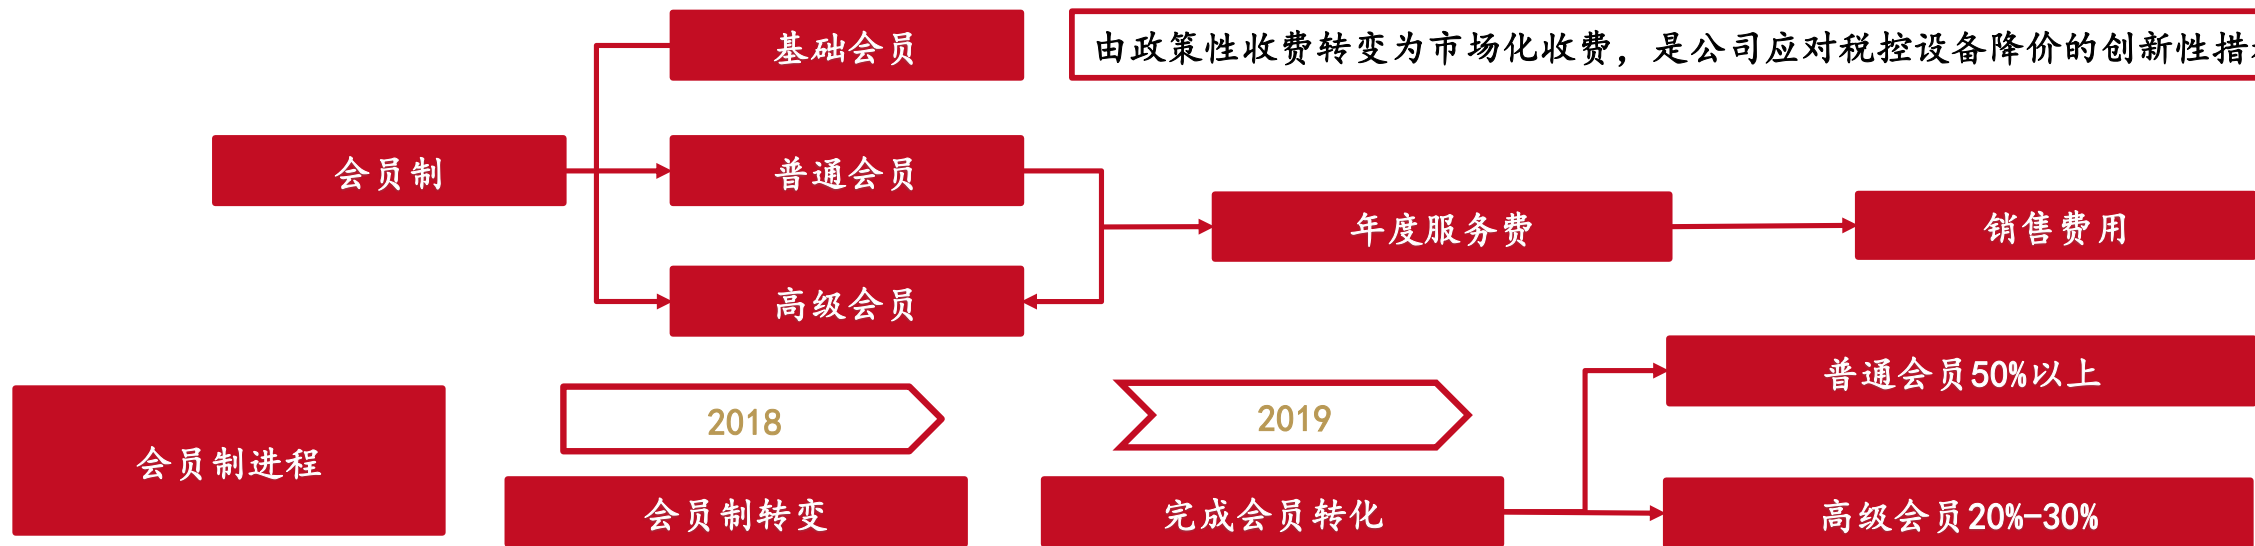 基础会员
由政策性收费转变为市场化收费，是公司应对税控设备降价的创新性措
会员制
普通会员
年度服务费
销售费用
高级会员
普通会员50%以上
2018
2019
会员制进程
会员制转变
完成会员转化
高级会员20%-30%